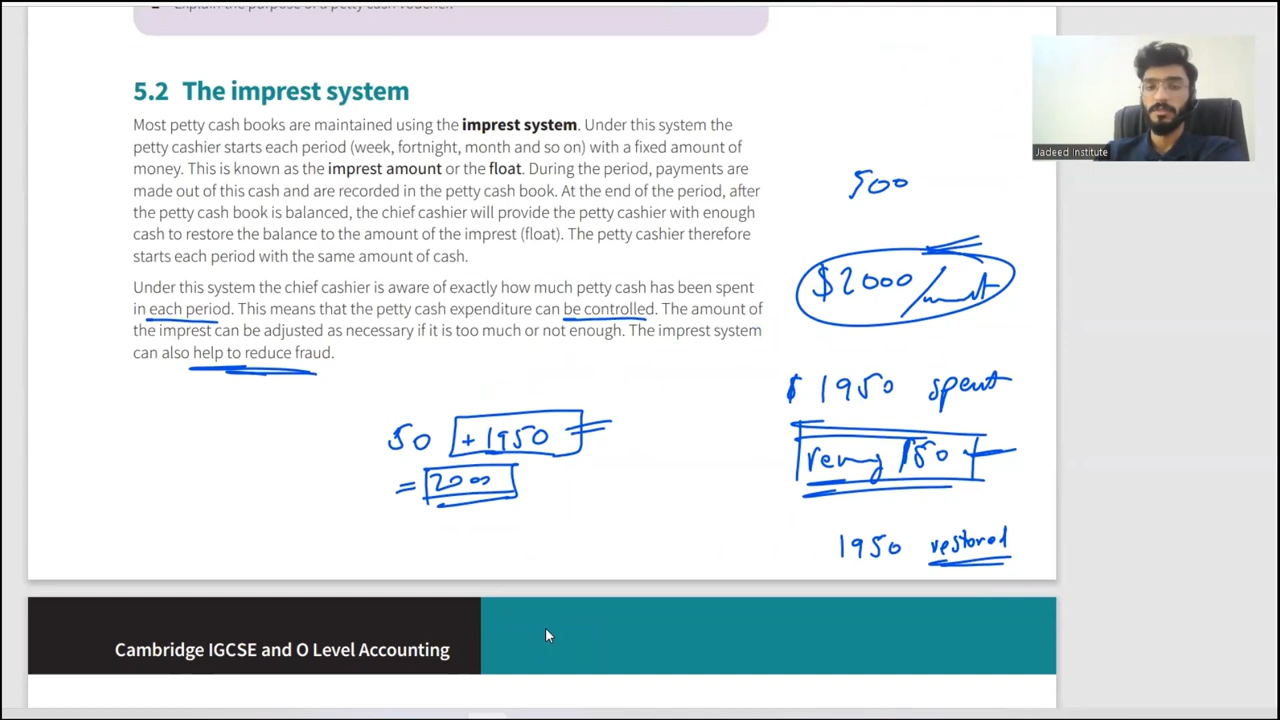 5.2 The imprest system
Most petty cash books are maintained using the imprest system. Under this system the
petty cashier starts each period (week, fortnight, month and so on) with a fixed amount of
money. This is known as the imprest amount or the float. During the period, payments are
made out of this cash and are recorded in the petty cash book. At the end of the period, after
the petty cash book is balanced, the chief cashier will provide the petty cashier with enough
cash to restore the balance to the amount of the imprest (float). The petty cashier therefore
starts each period with the same amount of cash.
Under this system the chief cashier is aware of exactly how much petty cash has been spent
in each period. This means that the petty cash expenditure can be controlled. The amount of
the imprest can be adjusted as necessary if it is too much or not enough. The imprest system
can also help to reduce fraud.
50 + 1950
= 2000
Jadeed Institute
500
$2000/
$ 1950 spent
50
1950 restored
Cambridge IGCSE and O Level Accounting